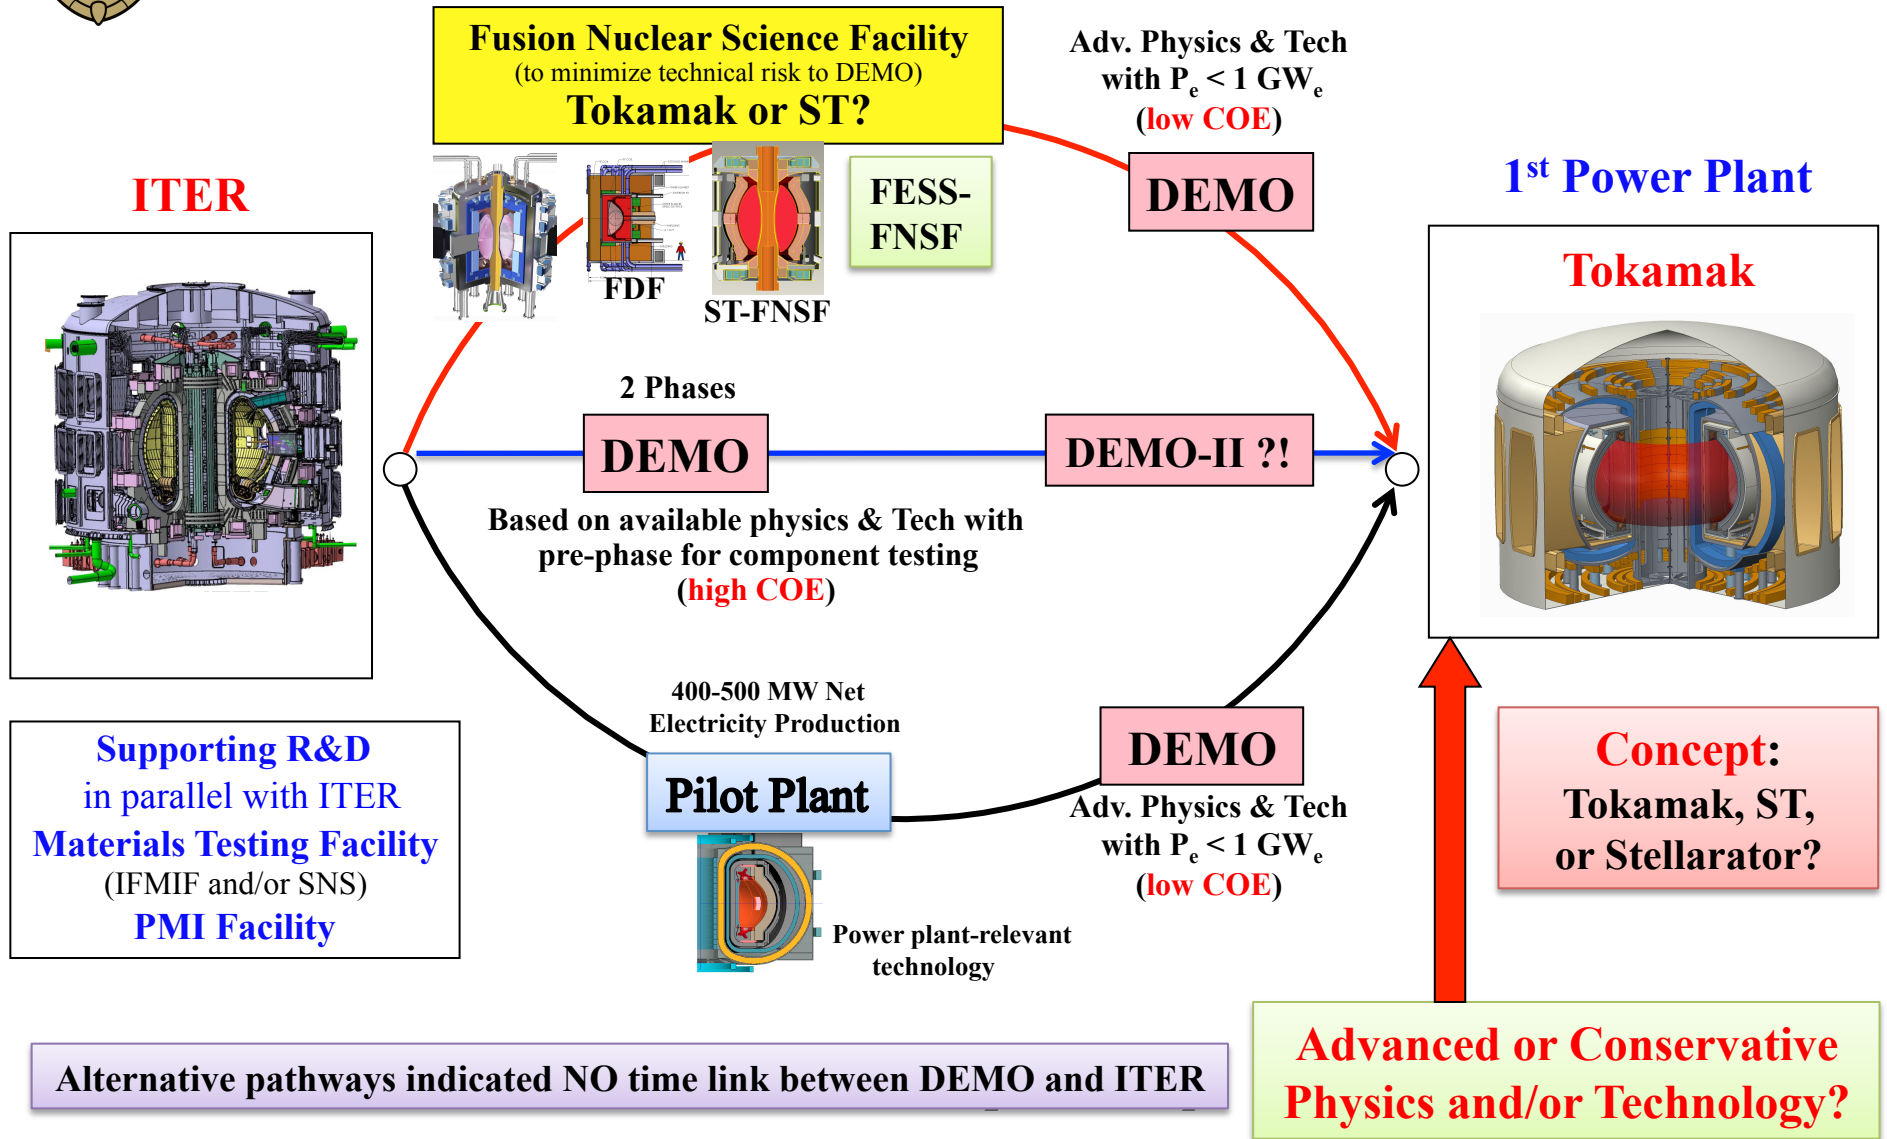 Fusion Nuclear Science Facility
(to minimize technical risk to DEMO)
Tokamak or ST?
Adv. Physics & Tech
with Pe < 1 GWe
(low COE)
DEMO
FESS-
FNSF
FDF
ST-FNSF
ITER
1st Power Plant
Tokamak
2 Phases
DEMO
DEMO-II ?!
Based on available physics & Tech with
pre-phase for component testing
(high COE)
400-500 MW Net
Electricity Production
Pilot Plant
DEMO
Adv. Physics & Tech
with Pe < 1 GWe
(low COE)
Power plant-relevant
technology
Supporting R&D
in parallel with ITER
Materials Testing Facility
(IFMIF and/or SNS)
PMI Facility
Concept:
Tokamak, ST,
or Stellarator?
Alternative pathways indicated NO time link between DEMO and ITER
Advanced or Conservative
Physics and/or Technology?